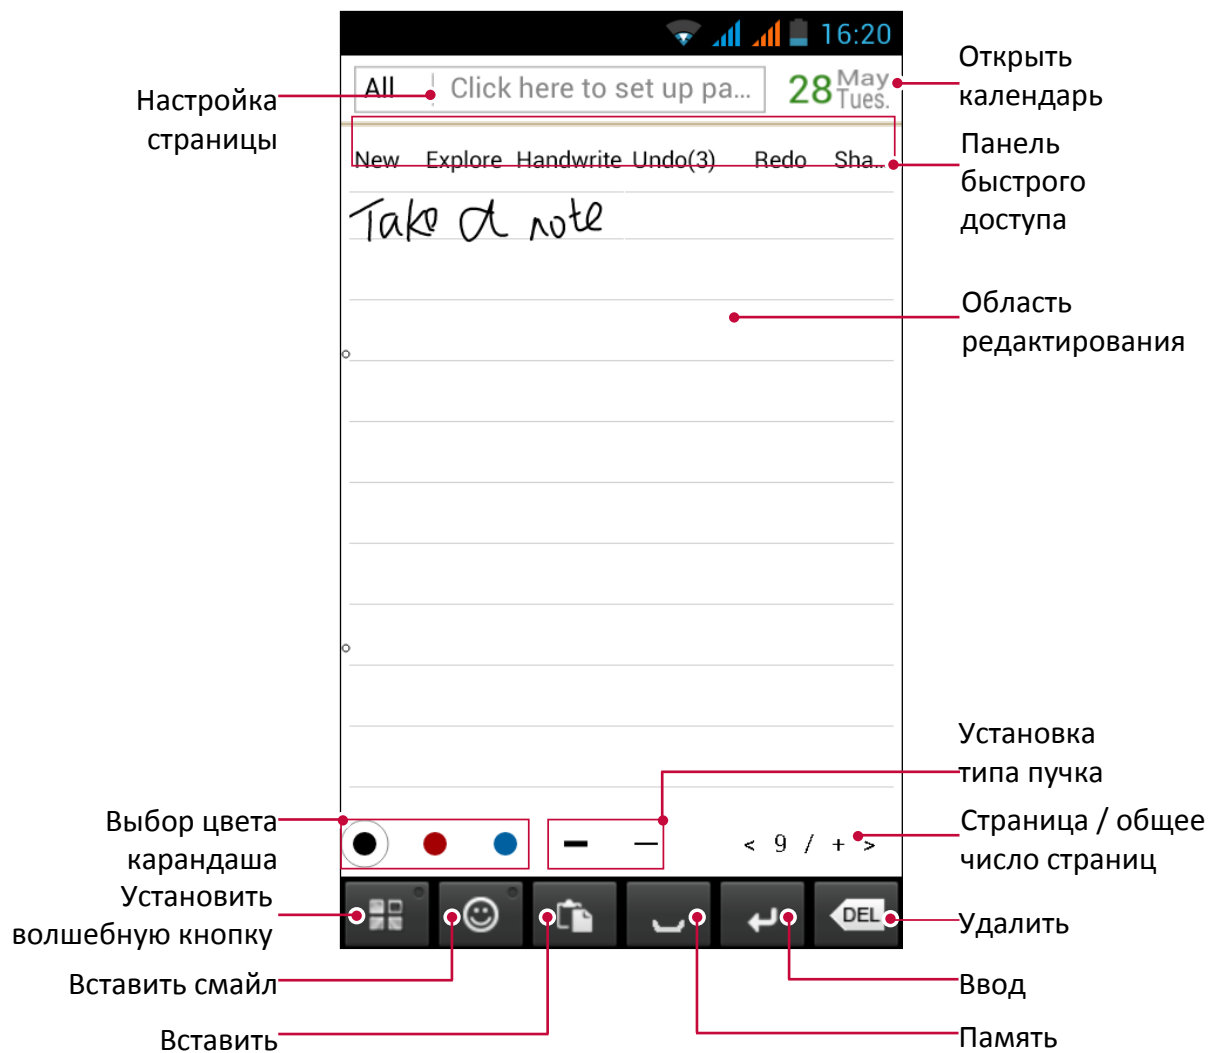 16:20
All Click here to set up pa... 28 May Tues.
Открыть
календарь
Настройка
страницы
New Explore Handwrite Undo(3) Redo Sha..
Панель
быстрого
доступа
Take a note
Область
редактирования
Установка
типа пучка
Выбор цвета
карандаша
< 9 / + >
Страница / общее
число страниц
Установить
волшебную кнопку
DEL
Удалить
Вставить смайл
Ввод
Вставить
Память